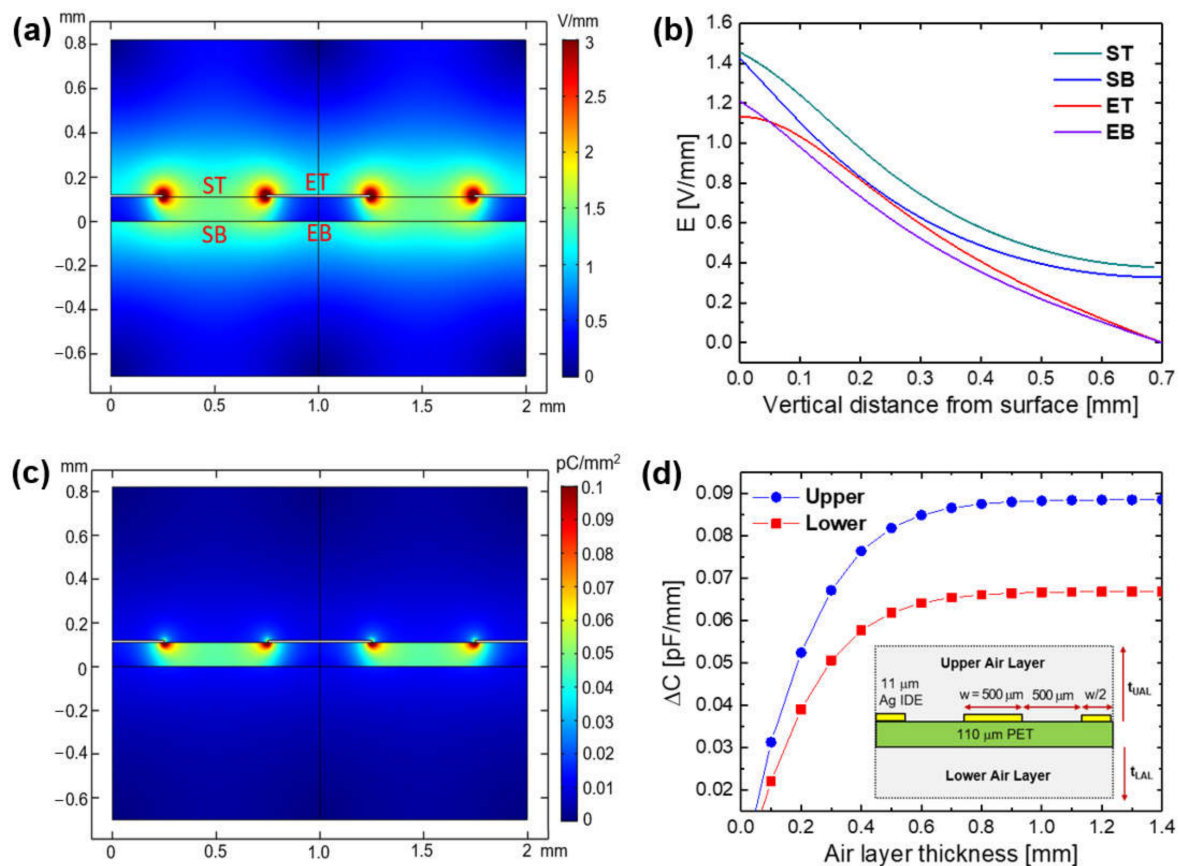 (a)
mm
V/mm
0.8
0.6
0.4
0.2
0
−0.2
−0.4
−0.6
0
0.5
1.0
1.5
2 mm
3
2.5
2
1.5
1
0.5
0
ST
ET
SB
EB
(b)
1.6
1.4
1.2
1.0
0.8
0.6
0.4
0.2
0.0
E [V/mm]
ST
SB
ET
EB
0.0 0.1 0.2 0.3 0.4 0.5 0.6 0.7
Vertical distance from surface [mm]
(c)
mm
pC/mm²
0.8
0.6
0.4
0.2
0
−0.2
−0.4
−0.6
0
0.5
1.0
1.5
2 mm
0.1
0.09
0.08
0.07
0.06
0.05
0.04
0.03
0.02
0.01
0
(d)
0.09
0.08
0.07
0.06
0.05
0.04
0.03
0.02
ΔC [pF/mm]
Upper
Lower
Upper Air Layer
11 μm
Ag IDE
w = 500 μm
500 μm
w/2
110 μm PET
Lower Air Layer
tUAL
tLAL
0.0 0.2 0.4 0.6 0.8 1.0 1.2 1.4
Air layer thickness [mm]